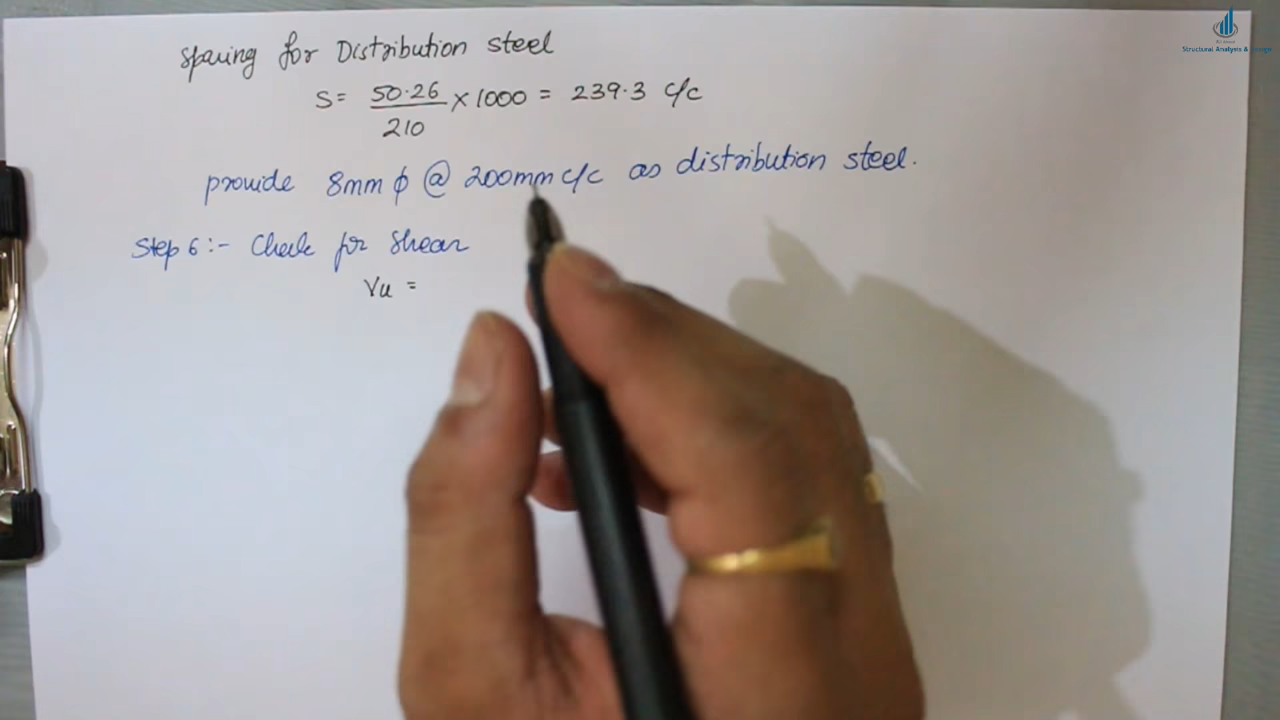 Spacing for Distribution steel
S = 50.26 / 210 × 1000 = 239.3 c/c
provide 8mm ϕ @ 200mm c/c as distribution steel.
Step 6:- Check for Shear
Vu =
Structural Analysis &